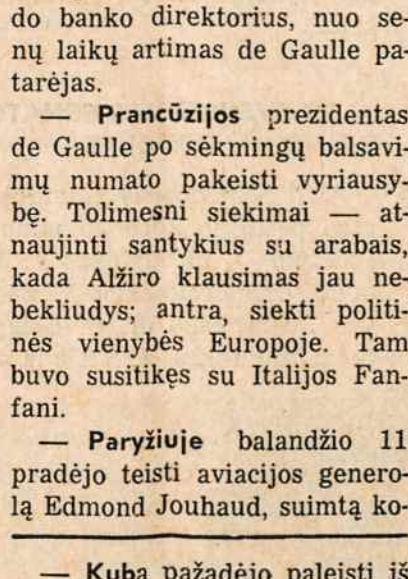 do banko direktorius, nuo se-
nų laikų artimas de Gaulle pa-
tarėjas.
— Prancūzijos prezidentas
de Gaulle po sėkmingų balsavi-
mų numato pakeisti vyriausy-
bę. Tolimesni siekimai — at-
naujinti santykius su arabais,
kada Alžiro klausimas jau ne-
bekliudys; antra, siekti politi-
nės vienybės Europoje. Tam
buvo susitikęs su Italijos Fan-
fani.
— Paryžiuje balandžio 11
pradėjo teisti aviacijos genero-
lą Edmond Jouhaud, suimtą ko-
— Kuba pažadėjo paleisti iš